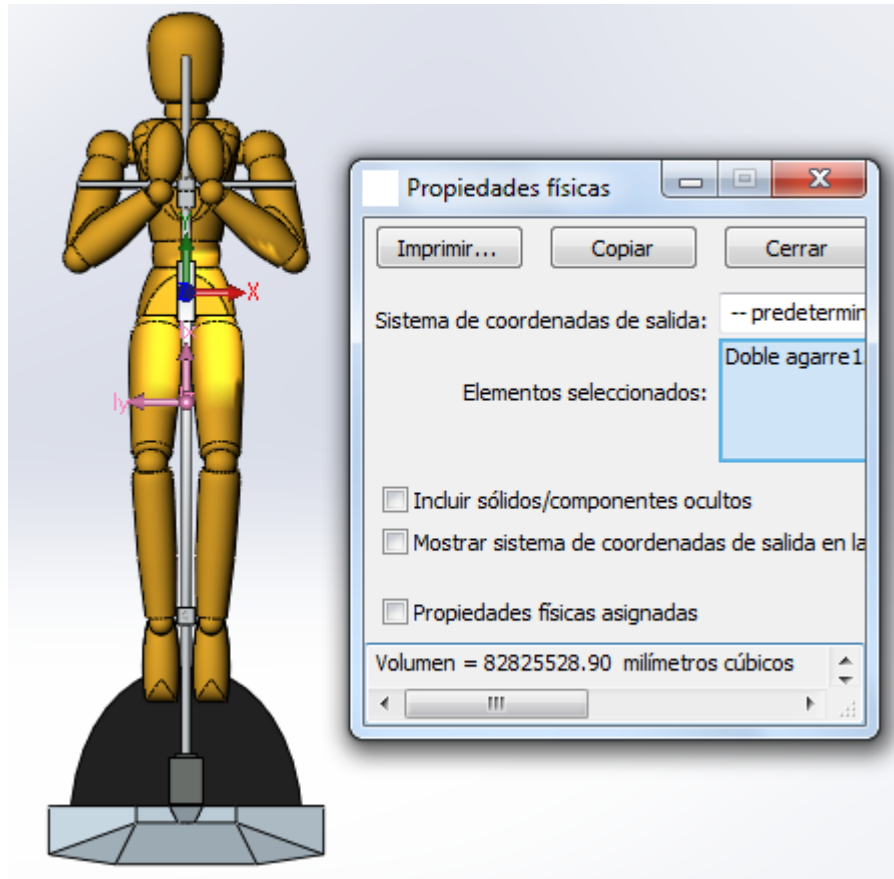 Propiedades físicas
Imprimir... Copiar Cerrar
Sistema de coordenadas de salida: -- predetermin
Elementos seleccionados: Doble agarre1.
Incluir sólidos/componentes ocultos
Mostrar sistema de coordenadas de salida en la
Propiedades físicas asignadas
Volumen = 82825528.90 milímetros cúbicos
Y
X
Iy